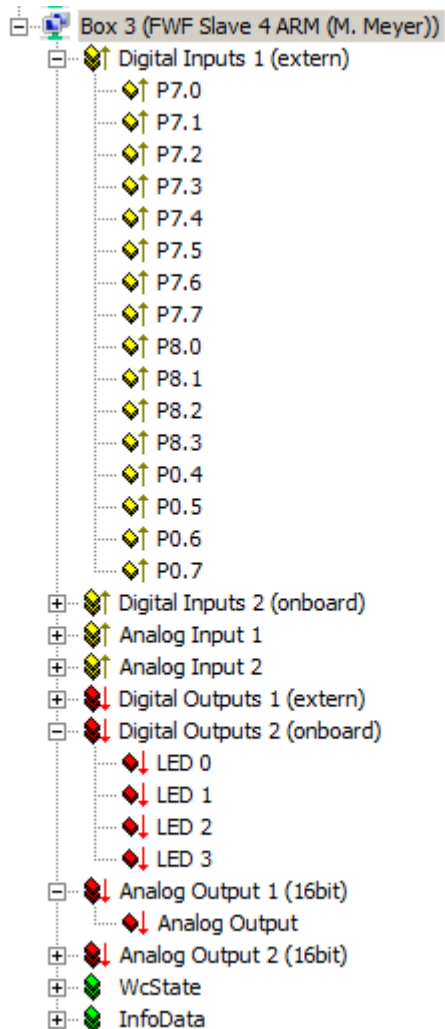 Box 3 (FWF Slave 4 ARM (M. Meyer))
Digital Inputs 1 (extern)
P7.0
P7.1
P7.2
P7.3
P7.4
P7.5
P7.6
P7.7
P8.0
P8.1
P8.2
P8.3
P0.4
P0.5
P0.6
P0.7
Digital Inputs 2 (onboard)
Analog Input 1
Analog Input 2
Digital Outputs 1 (extern)
Digital Outputs 2 (onboard)
LED 0
LED 1
LED 2
LED 3
Analog Output 1 (16bit)
Analog Output
Analog Output 2 (16bit)
WcState
InfoData